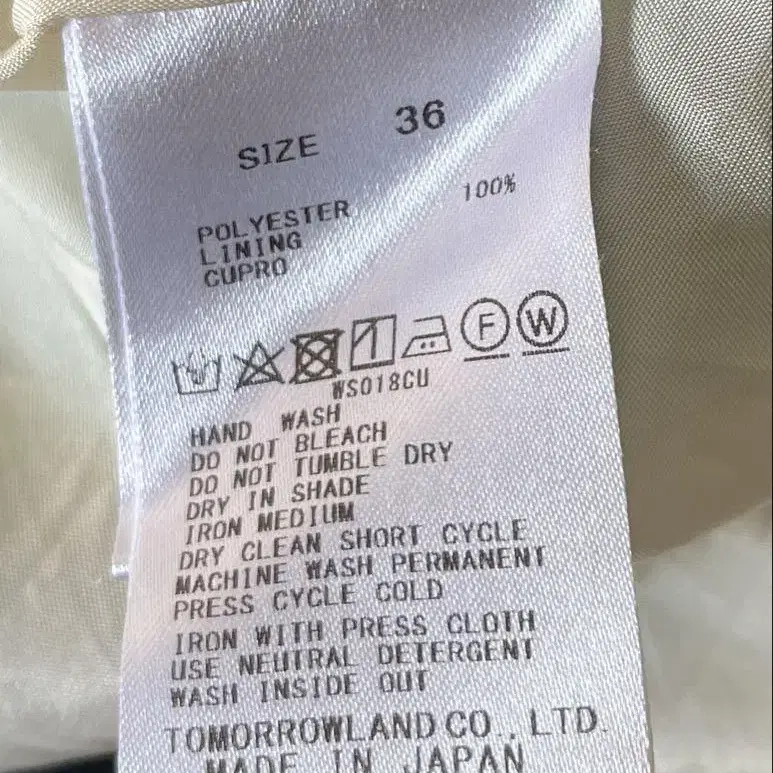 SIZE 36
POLYESTER 100%
LINING
CUPRO
F W
WS018CU
HAND WASH
DO NOT BLEACH
DO NOT TUMBLE DRY
DRY IN SHADE
IRON MEDIUM
DRY CLEAN SHORT CYCLE
MACHINE WASH PERMANENT
PRESS CYCLE COLD
IRON WITH PRESS CLOTH
USE NEUTRAL DETERGENT
WASH INSIDE OUT
TOMORROWLAND CO., LTD.
MADE IN JAPAN